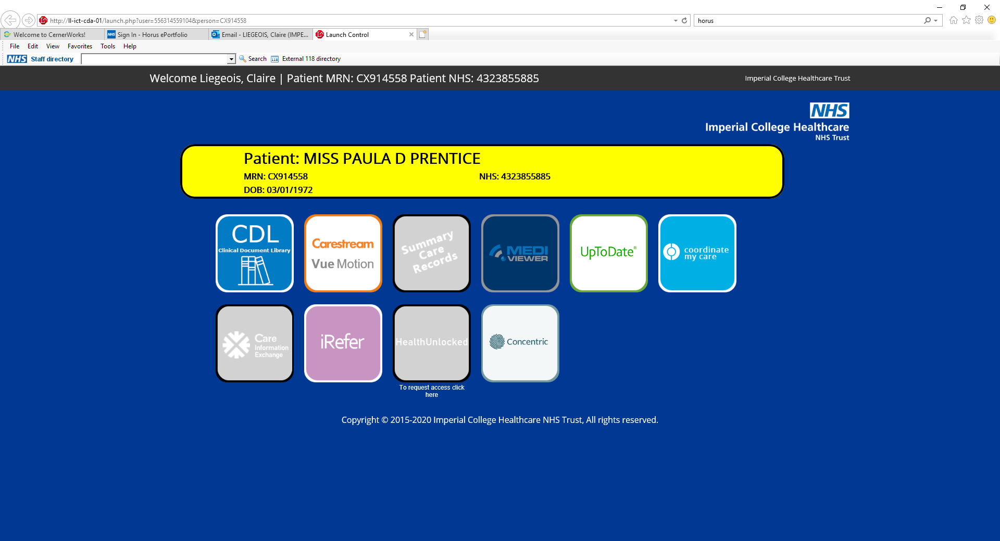 http://ll-ict-cda-01/launch.php?user=556314559104&person=CX914558
horus
Welcome to CernerWorks!
Sign In - Horus ePortfolio
Email - LIEGEOIS, Claire (IMPE...
Launch Control
File Edit View Favorites Tools Help
NHS Staff directory
Search
118
External 118 directory
Welcome Liegeois, Claire | Patient MRN: CX914558 Patient NHS: 4323855885
Imperial College Healthcare Trust
NHS
Imperial College Healthcare
NHS Trust
Patient: MISS PAULA D PRENTICE
MRN: CX914558
NHS: 4323855885
DOB: 03/01/1972
CDL
Clinical Document Library
Carestream
Vue Motion
Summary
Care
Records
MEDI
VIEWER
UpToDate®
coordinate
my care
Care
Information
Exchange
iRefer
HealthUnlocked
Concentric
To request access click
here
Copyright © 2015-2020 Imperial College Healthcare NHS Trust, All rights reserved.